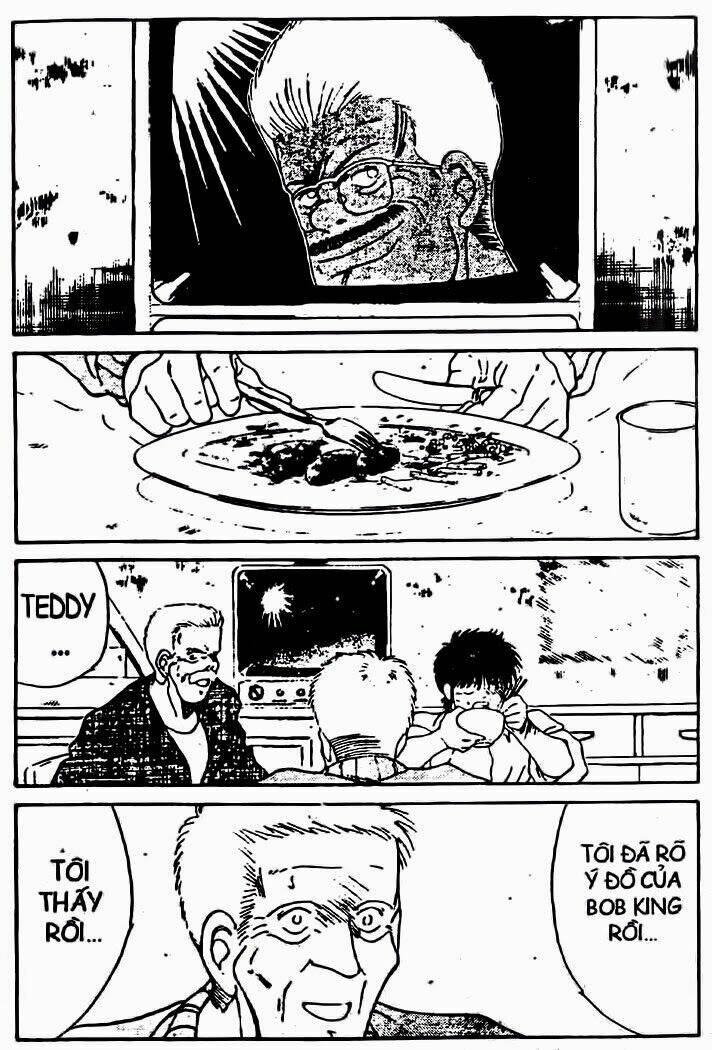 TEDDY
...
TÔI ĐÃ RÕ
Ý ĐỒ CỦA
BOB KING
RỒI...
TÔI
THẤY
RỒI...